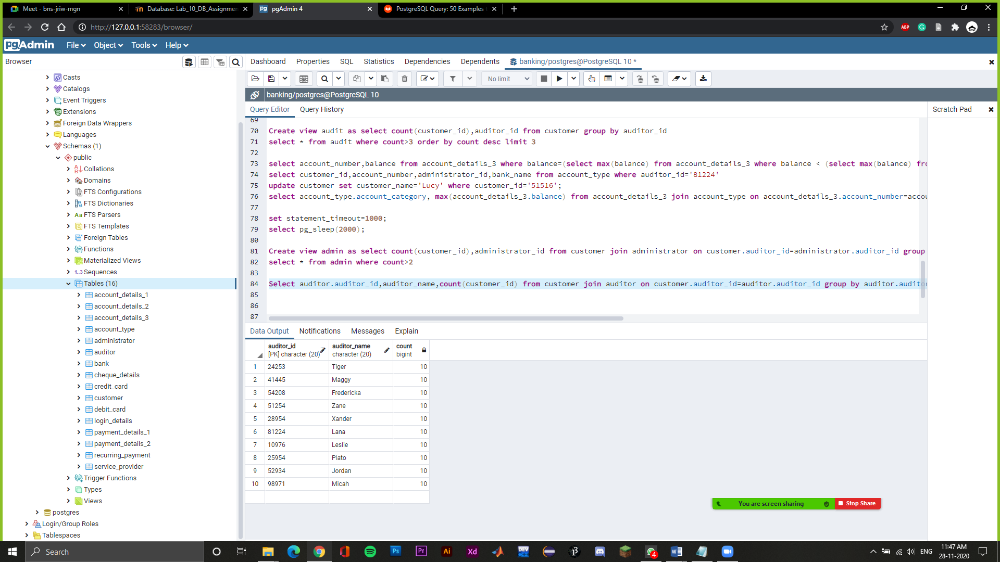 Meet - bns-jriw-mgn
Database: Lab_10_DB_Assignmen
pgAdmin 4
PostgreSQL Query: 50 Examples
http://127.0.0.1:58283/browser/
ABP
pgAdmin File Object Tools Help
Browser
Dashboard Properties SQL Statistics Dependencies Dependents banking/postgres@PostgreSQL 10 *
No limit
banking/postgres@PostgreSQL 10
Query Editor Query History
Scratch Pad
Casts
Catalogs
Event Triggers
Extensions
Foreign Data Wrappers
Languages
Schemas (1)
public
Collations
Domains
FTS Configurations
FTS Dictionaries
Aa FTS Parsers
FTS Templates
Foreign Tables
Functions
Materialized Views
1..3 Sequences
Tables (16)
account_details_1
account_details_2
account_details_3
account_type
administrator
auditor
bank
cheque_details
credit_card
customer
debit_card
login_details
payment_details_1
payment_details_2
recurring_payment
service_provider
Trigger Functions
Types
Views
postgres
Login/Group Roles
Tablespaces
69
70 Create view audit as select count(customer_id),auditor_id from customer group by auditor_id
71 select * from audit where count>3 order by count desc limit 3
72
73 select account_number,balance from account_details_3 where balance=(select max(balance) from account_details_3 where balance < (select max(balance) fro
74 select customer_id,account_number,administrator_id,bank_name from account_type where auditor_id='81224'
75 update customer set customer_name='Lucy' where customer_id='51516';
76 select account_type.account_category, max(account_details_3.balance) from account_details_3 join account_type on account_details_3.account_number=accou
77
78 set statement_timeout=1000;
79 select pg_sleep(2000);
80
81 Create view admin as select count(customer_id),administrator_id from customer join administrator on customer.auditor_id=administrator.auditor_id group
82 select * from admin where count>2
83
84 Select auditor.auditor_id,auditor_name,count(customer_id) from customer join auditor on customer.auditor_id=auditor.auditor_id group by auditor.audito
85
86
87
Data Output Notifications Messages Explain
auditor_id auditor_name count
[PK] character (20) character (20) bigint
1 24253 Tiger 10
2 41445 Maggy 10
3 54208 Fredericka 10
4 51254 Zane 10
5 28954 Xander 10
6 81224 Lana 10
7 10976 Leslie 10
8 25954 Plato 10
9 52934 Jordan 10
10 98971 Micah 10
You are screen sharing Stop Share
Search
Ps Pr Ai Xd DEV 4 W
ENG 11:47 AM
28-11-2020